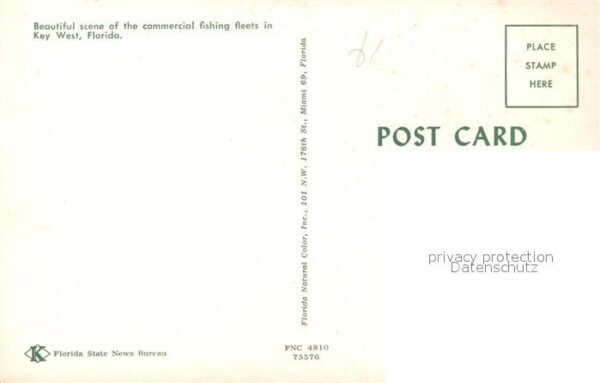 Beautiful scene of the commercial fishing fleets in
Key West, Florida.
Florida Natural Color, Inc., 101 N.W. 176th St., Miami 69, Florida
PLACE
STAMP
HERE
POST CARD
privacy protection
Datenschutz
K Florida State News Bureau
FNC 4810
75576